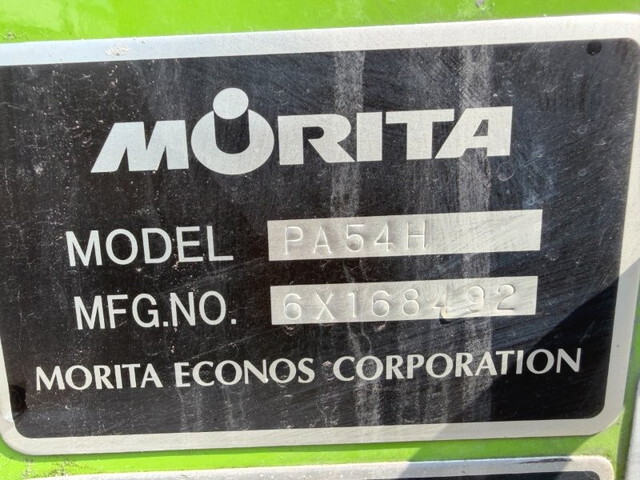 MORITA
MODEL PA54H
MFG.NO. 6X168492
MORITA ECONOS CORPORATION